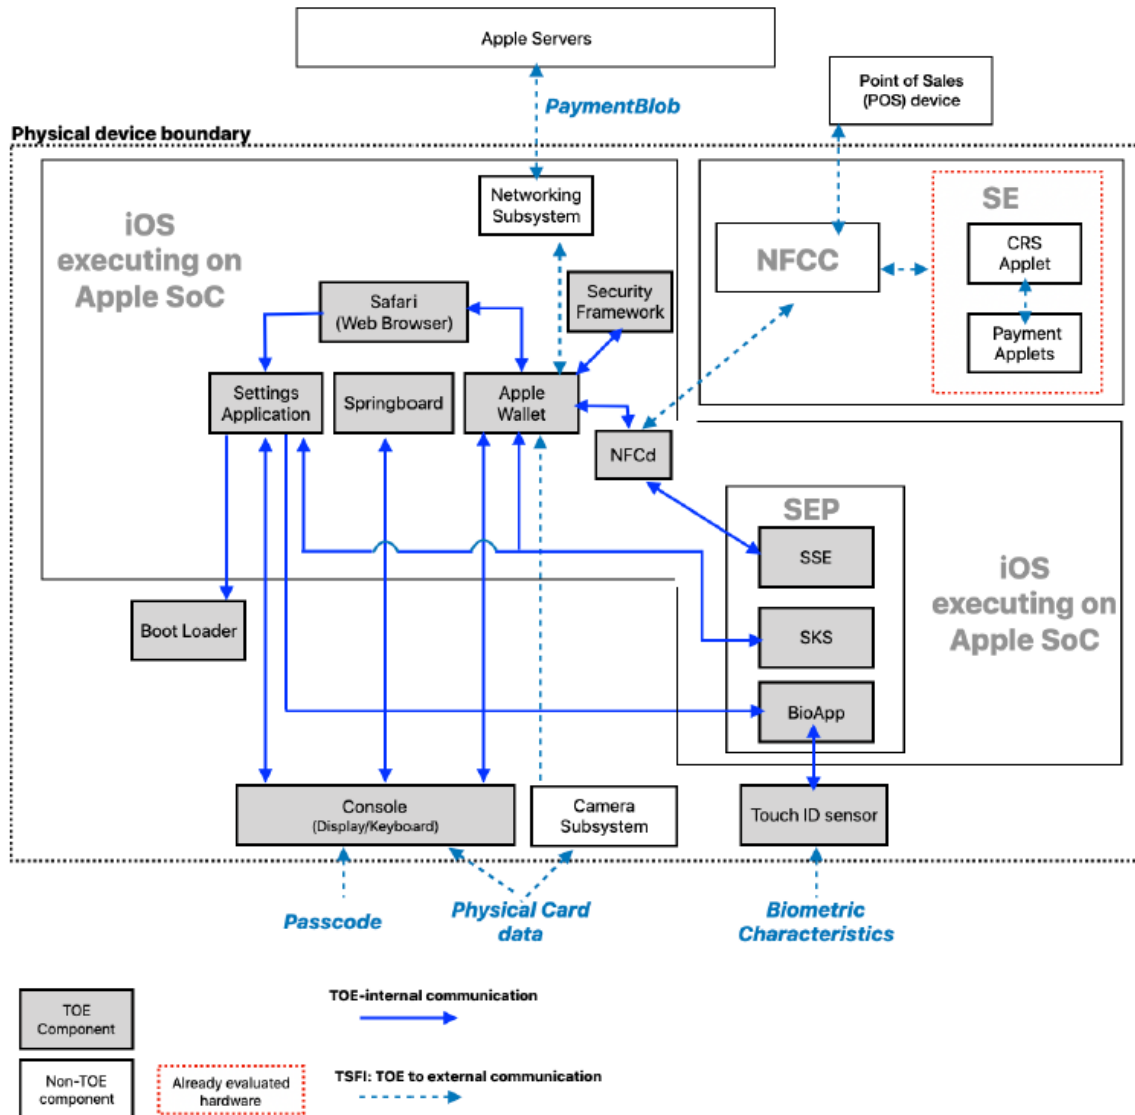 Apple Servers
PaymentBlob
Point of Sales
(POS) device
Physical device boundary
iOS
executing on
Apple SoC
Networking
Subsystem
SE
NFCC
CRS
Applet
Payment
Applets
Safari
(Web Browser)
Security
Framework
Settings
Application
Springboard
Apple
Wallet
NFCd
SEP
SSE
SKS
BioApp
iOS
executing on
Apple SoC
Boot Loader
Console
(Display/Keyboard)
Camera
Subsystem
Touch ID sensor
Passcode
Physical Card
data
Biometric
Characteristics
TOE
Component
TOE-internal communication
Non-TOE
component
Already evaluated
hardware
TSFI: TOE to external communication